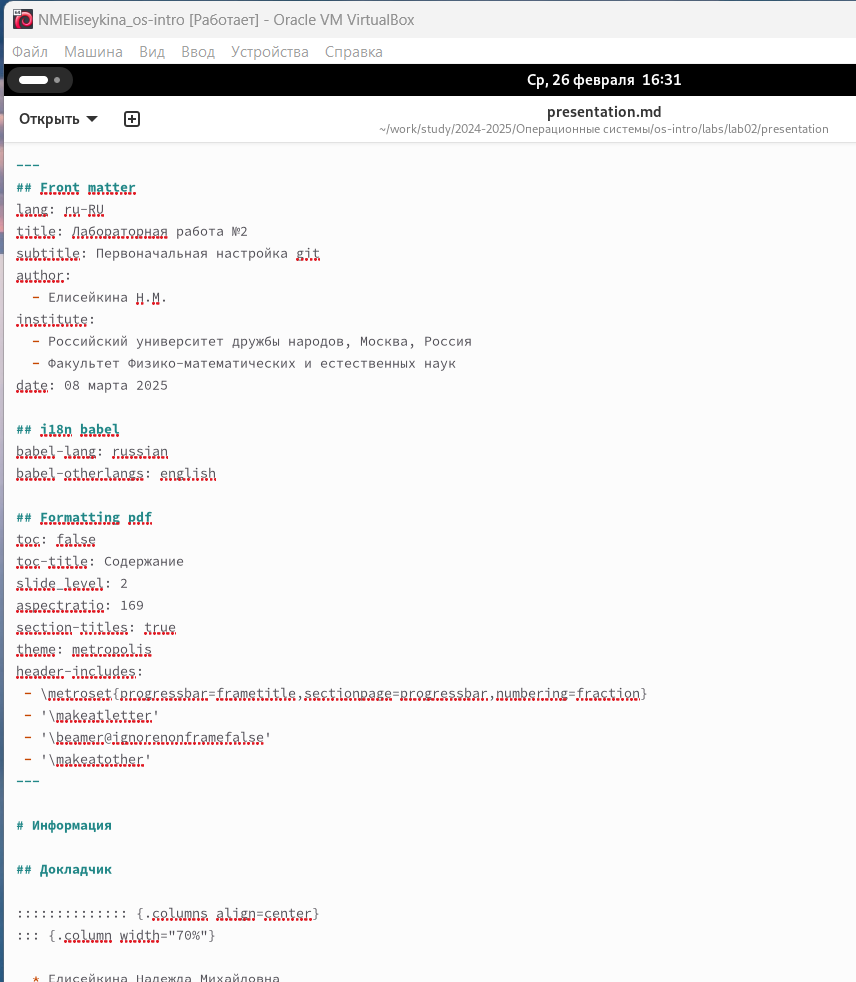 NMEliseykina_os-intro [Работает] - Oracle VM VirtualBox
Файл Машина Вид Ввод Устройства Справка
Ср, 26 февраля 16:31
Открыть
presentation.md
~/work/study/2024-2025/Операционные системы/os-intro/labs/lab02/presentation
---
## Front matter
lang: ru-RU
title: Лабораторная работа №2
subtitle: Первоначальная настройка git
author:
  - Елисейкина Н.М.
institute:
  - Российский университет дружбы народов, Москва, Россия
  - Факультет Физико-математических и естественных наук
date: 08 марта 2025
## i18n babel
babel-lang: russian
babel-otherlangs: english
## Formatting pdf
toc: false
toc-title: Содержание
slide_level: 2
aspectratio: 169
section-titles: true
theme: metropolis
header-includes:
 - \metroset{progressbar=frametitle,sectionpage=progressbar,numbering=fraction}
 - '\makeatletter'
 - '\beamer@ignorenonframefalse'
 - '\makeatother'
---
# Информация
## Докладчик
:::::::::::::: {.columns align=center}
::: {.column width="70%"}
  * Елисейкина Надежда Михайловна